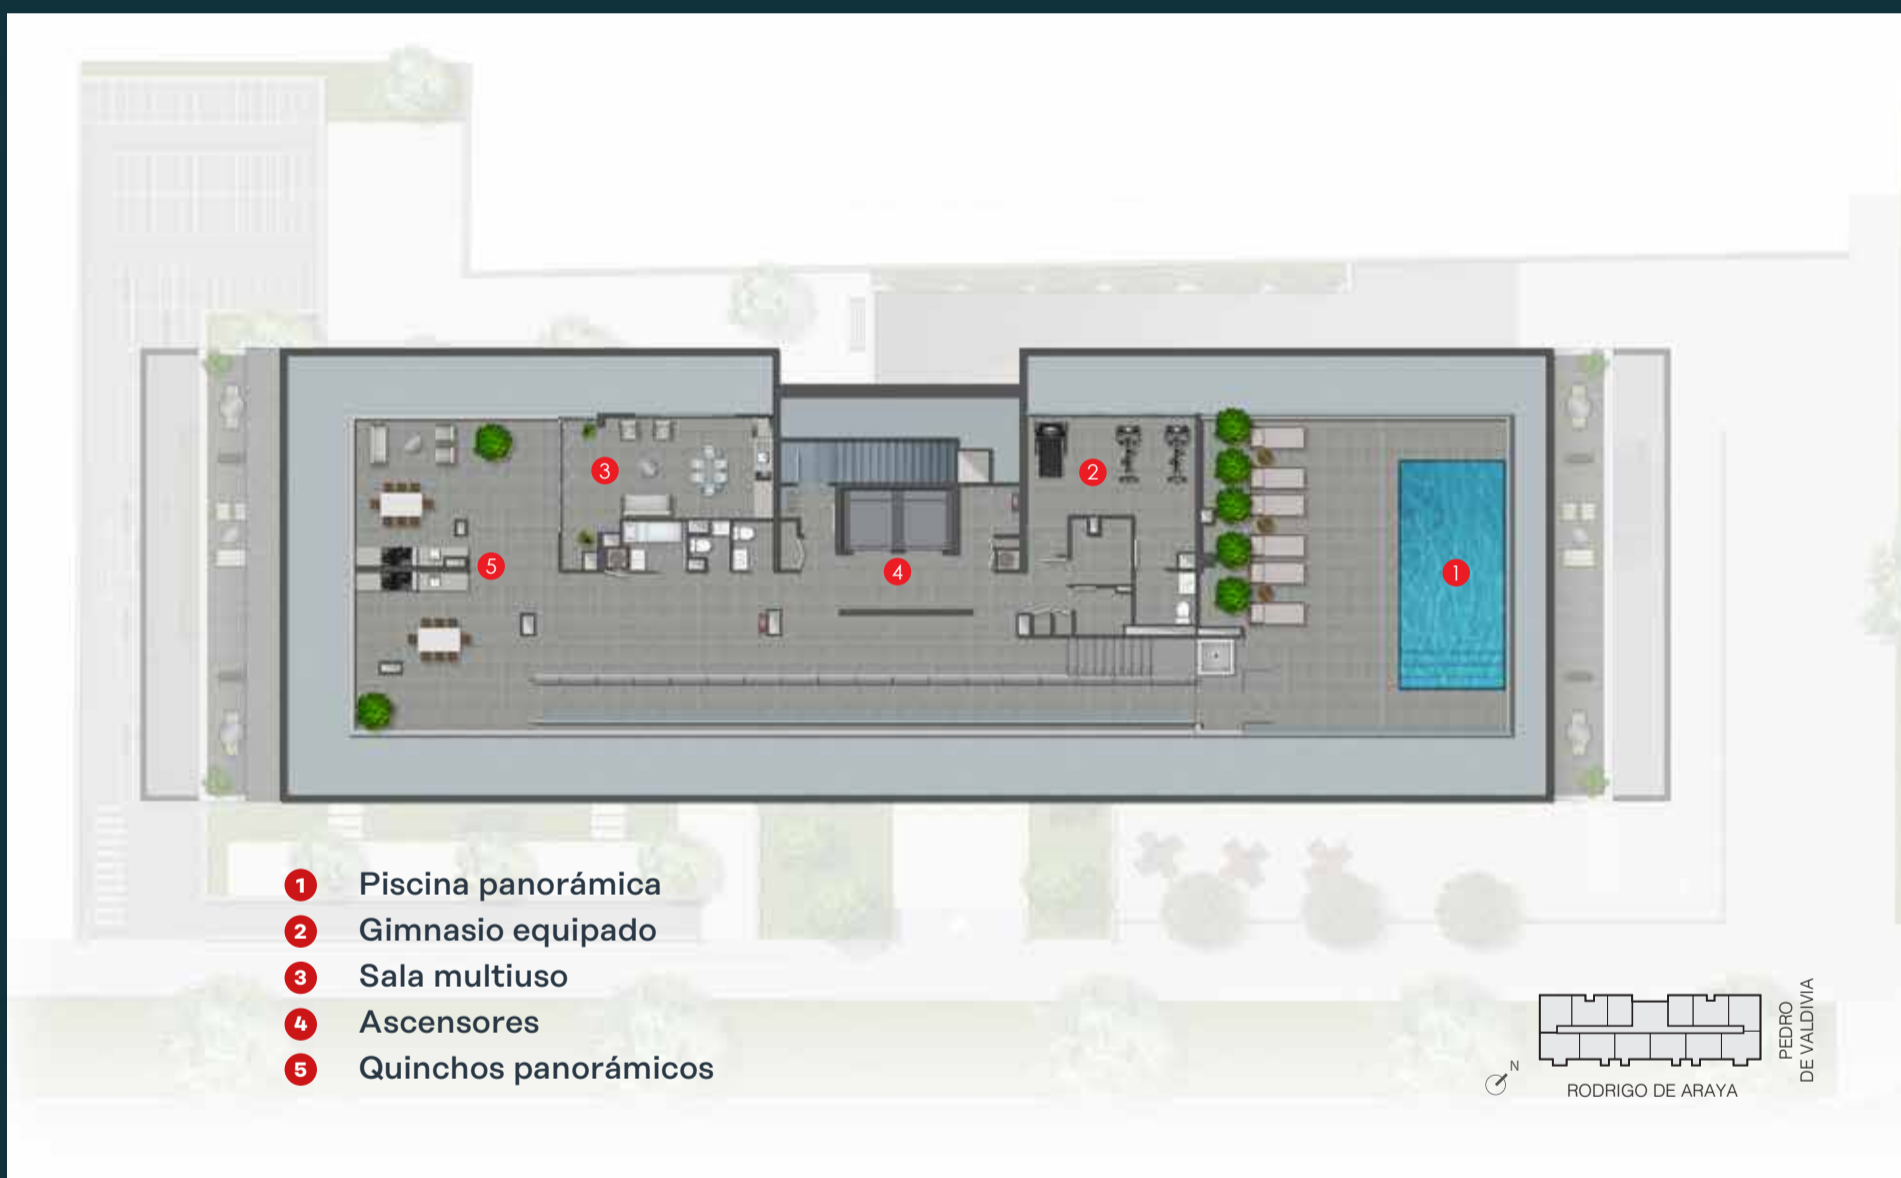 3
2
5
4
1
1 Piscina panorámica
2 Gimnasio equipado
3 Sala multiuso
4 Ascensores
5 Quinchos panorámicos
N
RODRIGO DE ARAYA
PEDRO
DE VALDIVIA